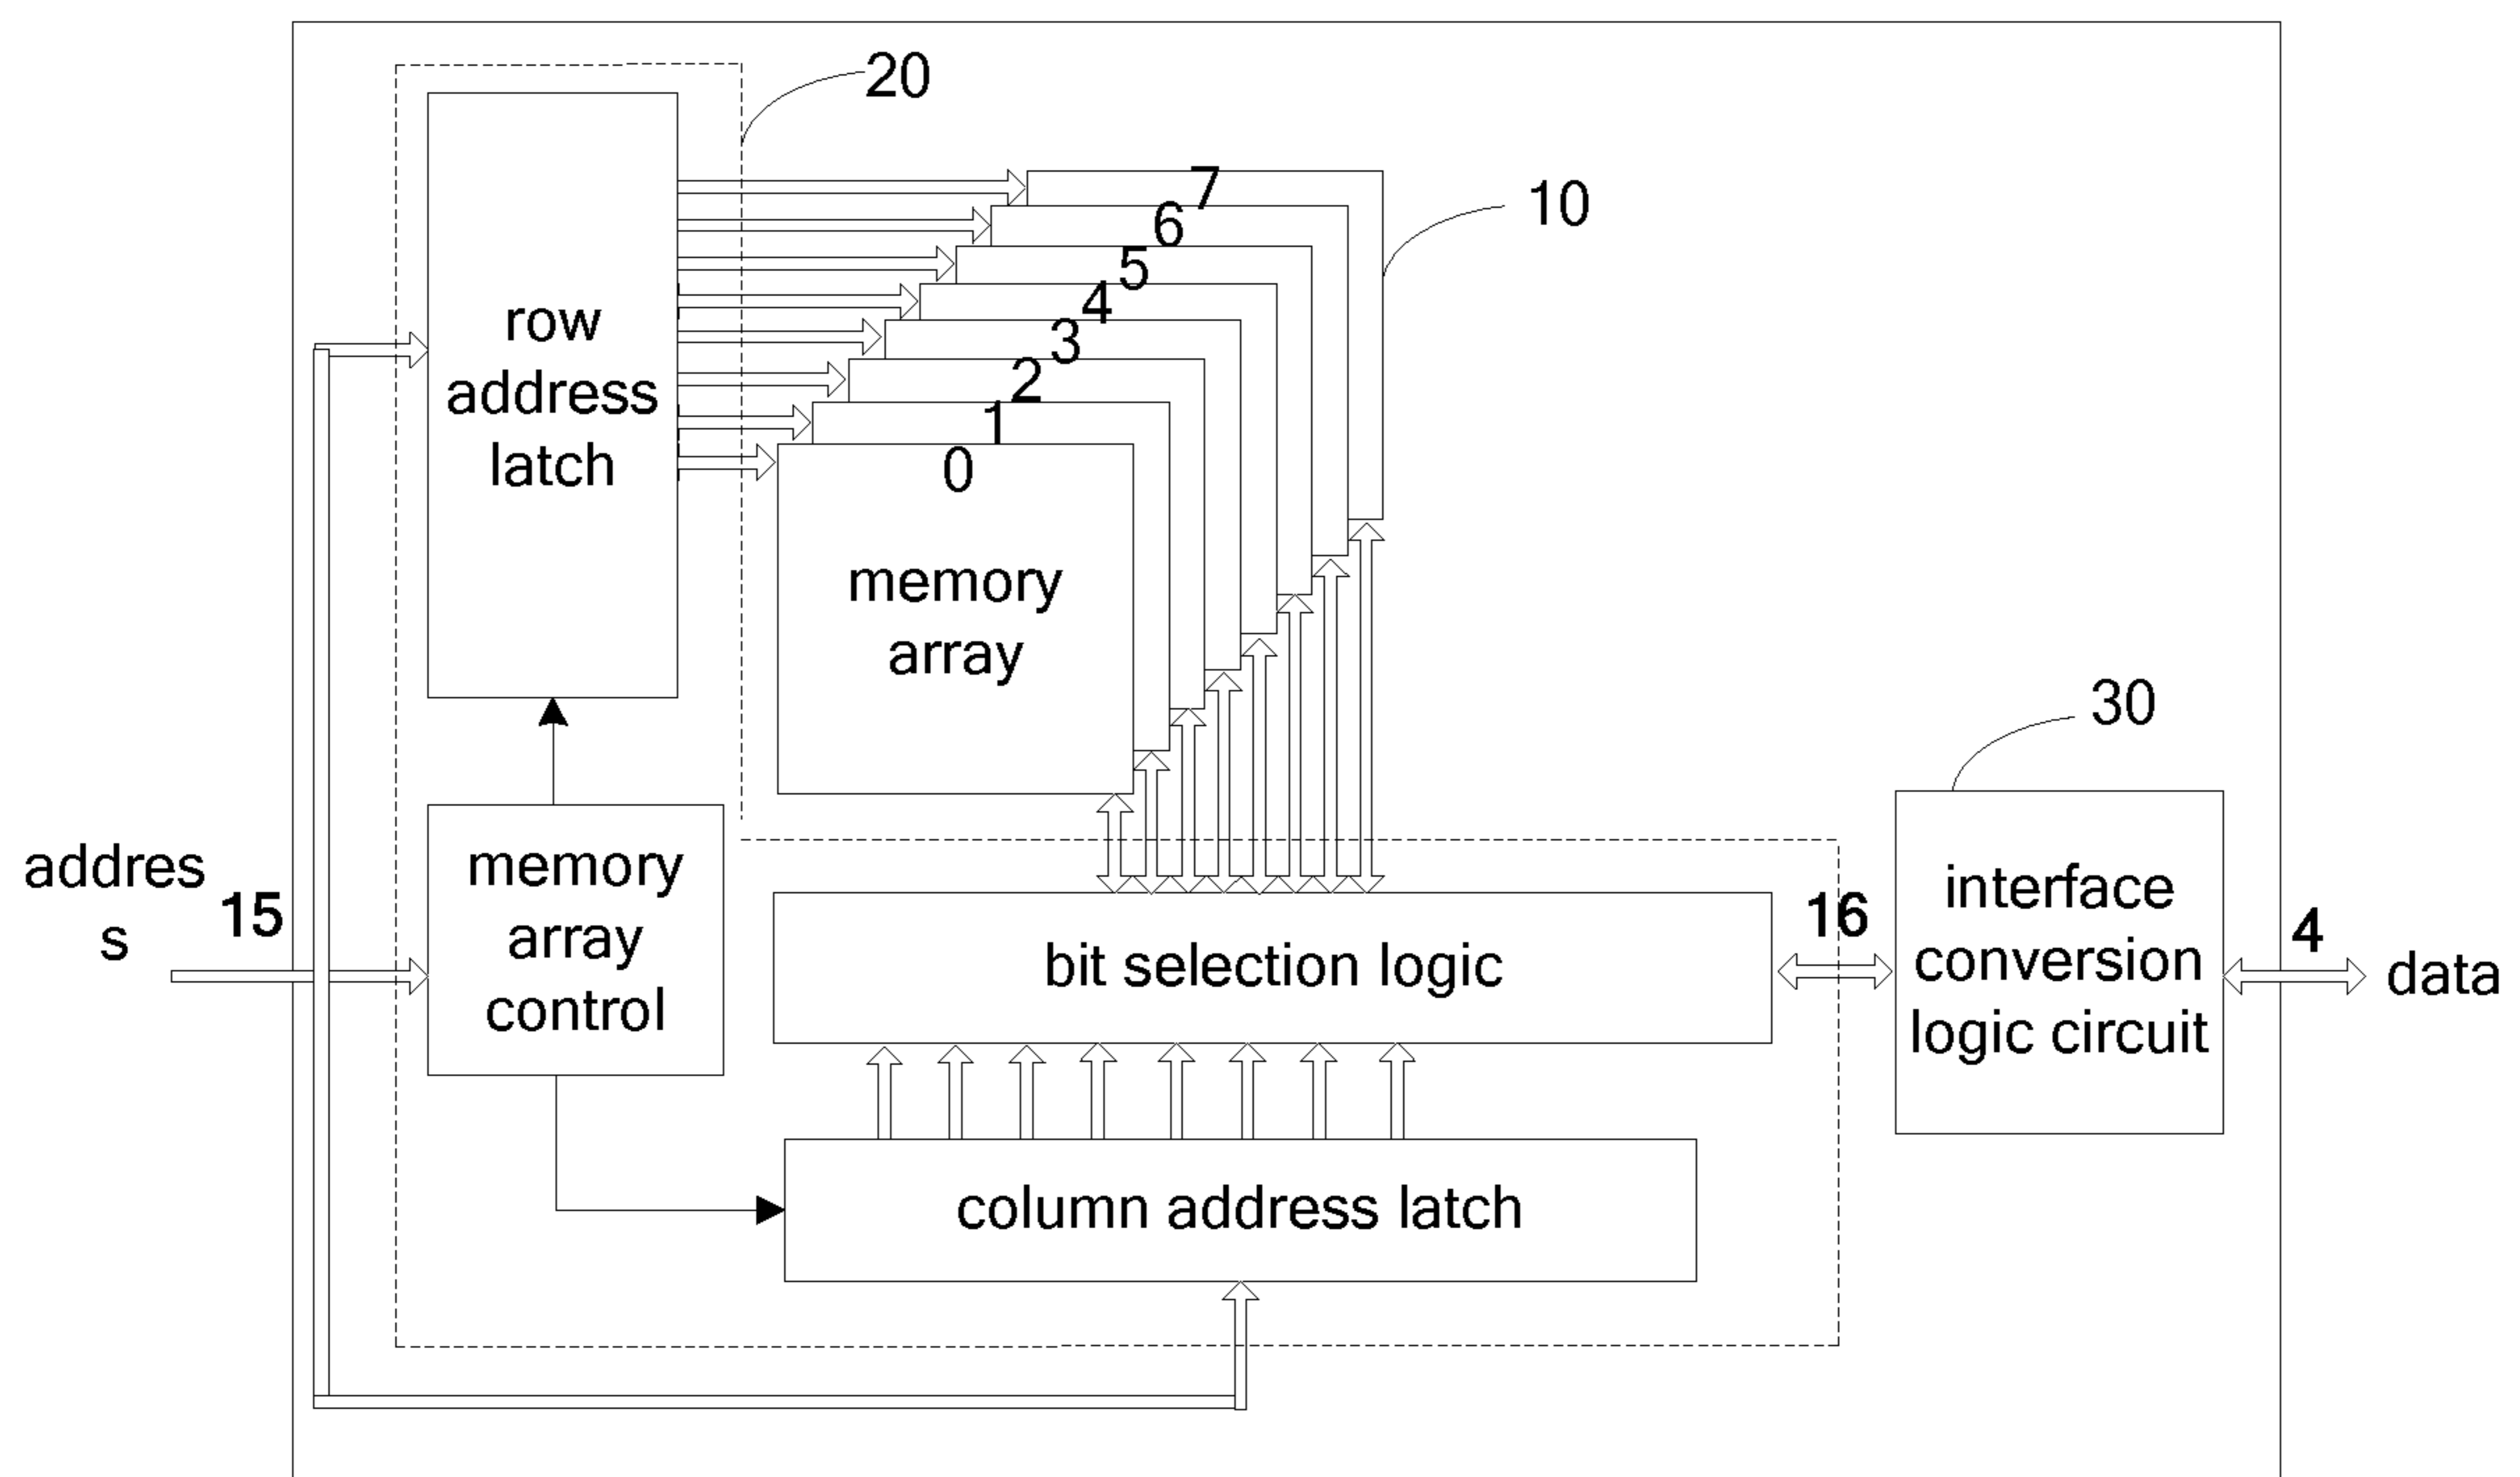 20
7
10
6
5
4
3
2
1
0
row
address
latch
memory
array
30
addres
s
15
memory
array
control
bit selection logic
16
interface
conversion
logic circuit
4
data
column address latch